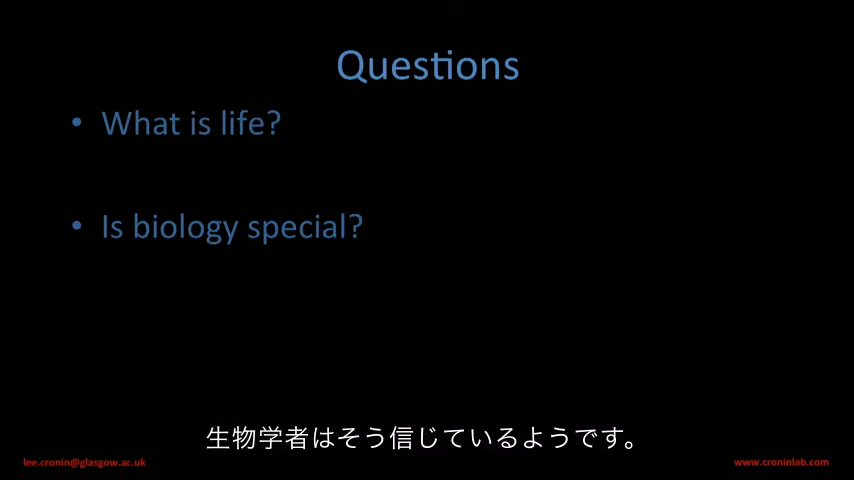 Questions
• What is life?
• Is biology special?
生物学者はそう信じているようです。
lee.cronin@glasgow.ac.uk
www.croninlab.com